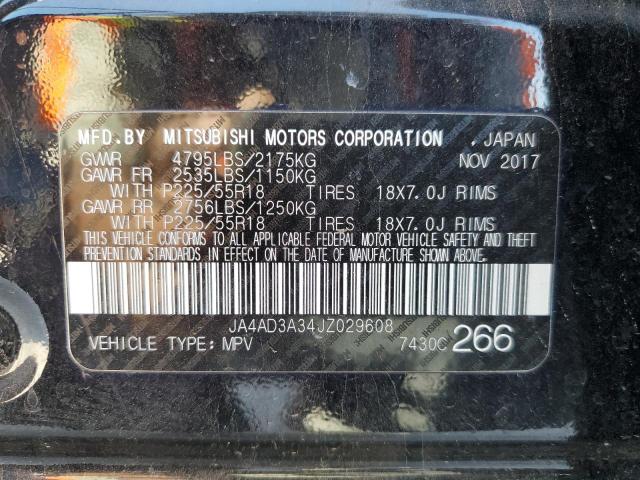 MFD.BY MITSUBISHI MOTORS CORPORATION . JAPAN
GVWR 4795LBS/2175KG NOV 2017
GAWR FR 2535LBS/1150KG
WITH P225/55R18 TIRES 18X7.0J RIMS
GAWR RR 2756LBS/1250KG
WITH P225/55R18 TIRES 18X7.0J RIMS
THIS VEHICLE CONFORMS TO ALL APPLICABLE FEDERAL MOTOR VEHICLE SAFETY AND THEFT
PREVENTION STANDARDS IN EFFECT ON THE DATE OF MANUFACTURE SHOWN ABOVE.
JA4AD3A34JZ029608
VEHICLE TYPE: MPV 7430C 266